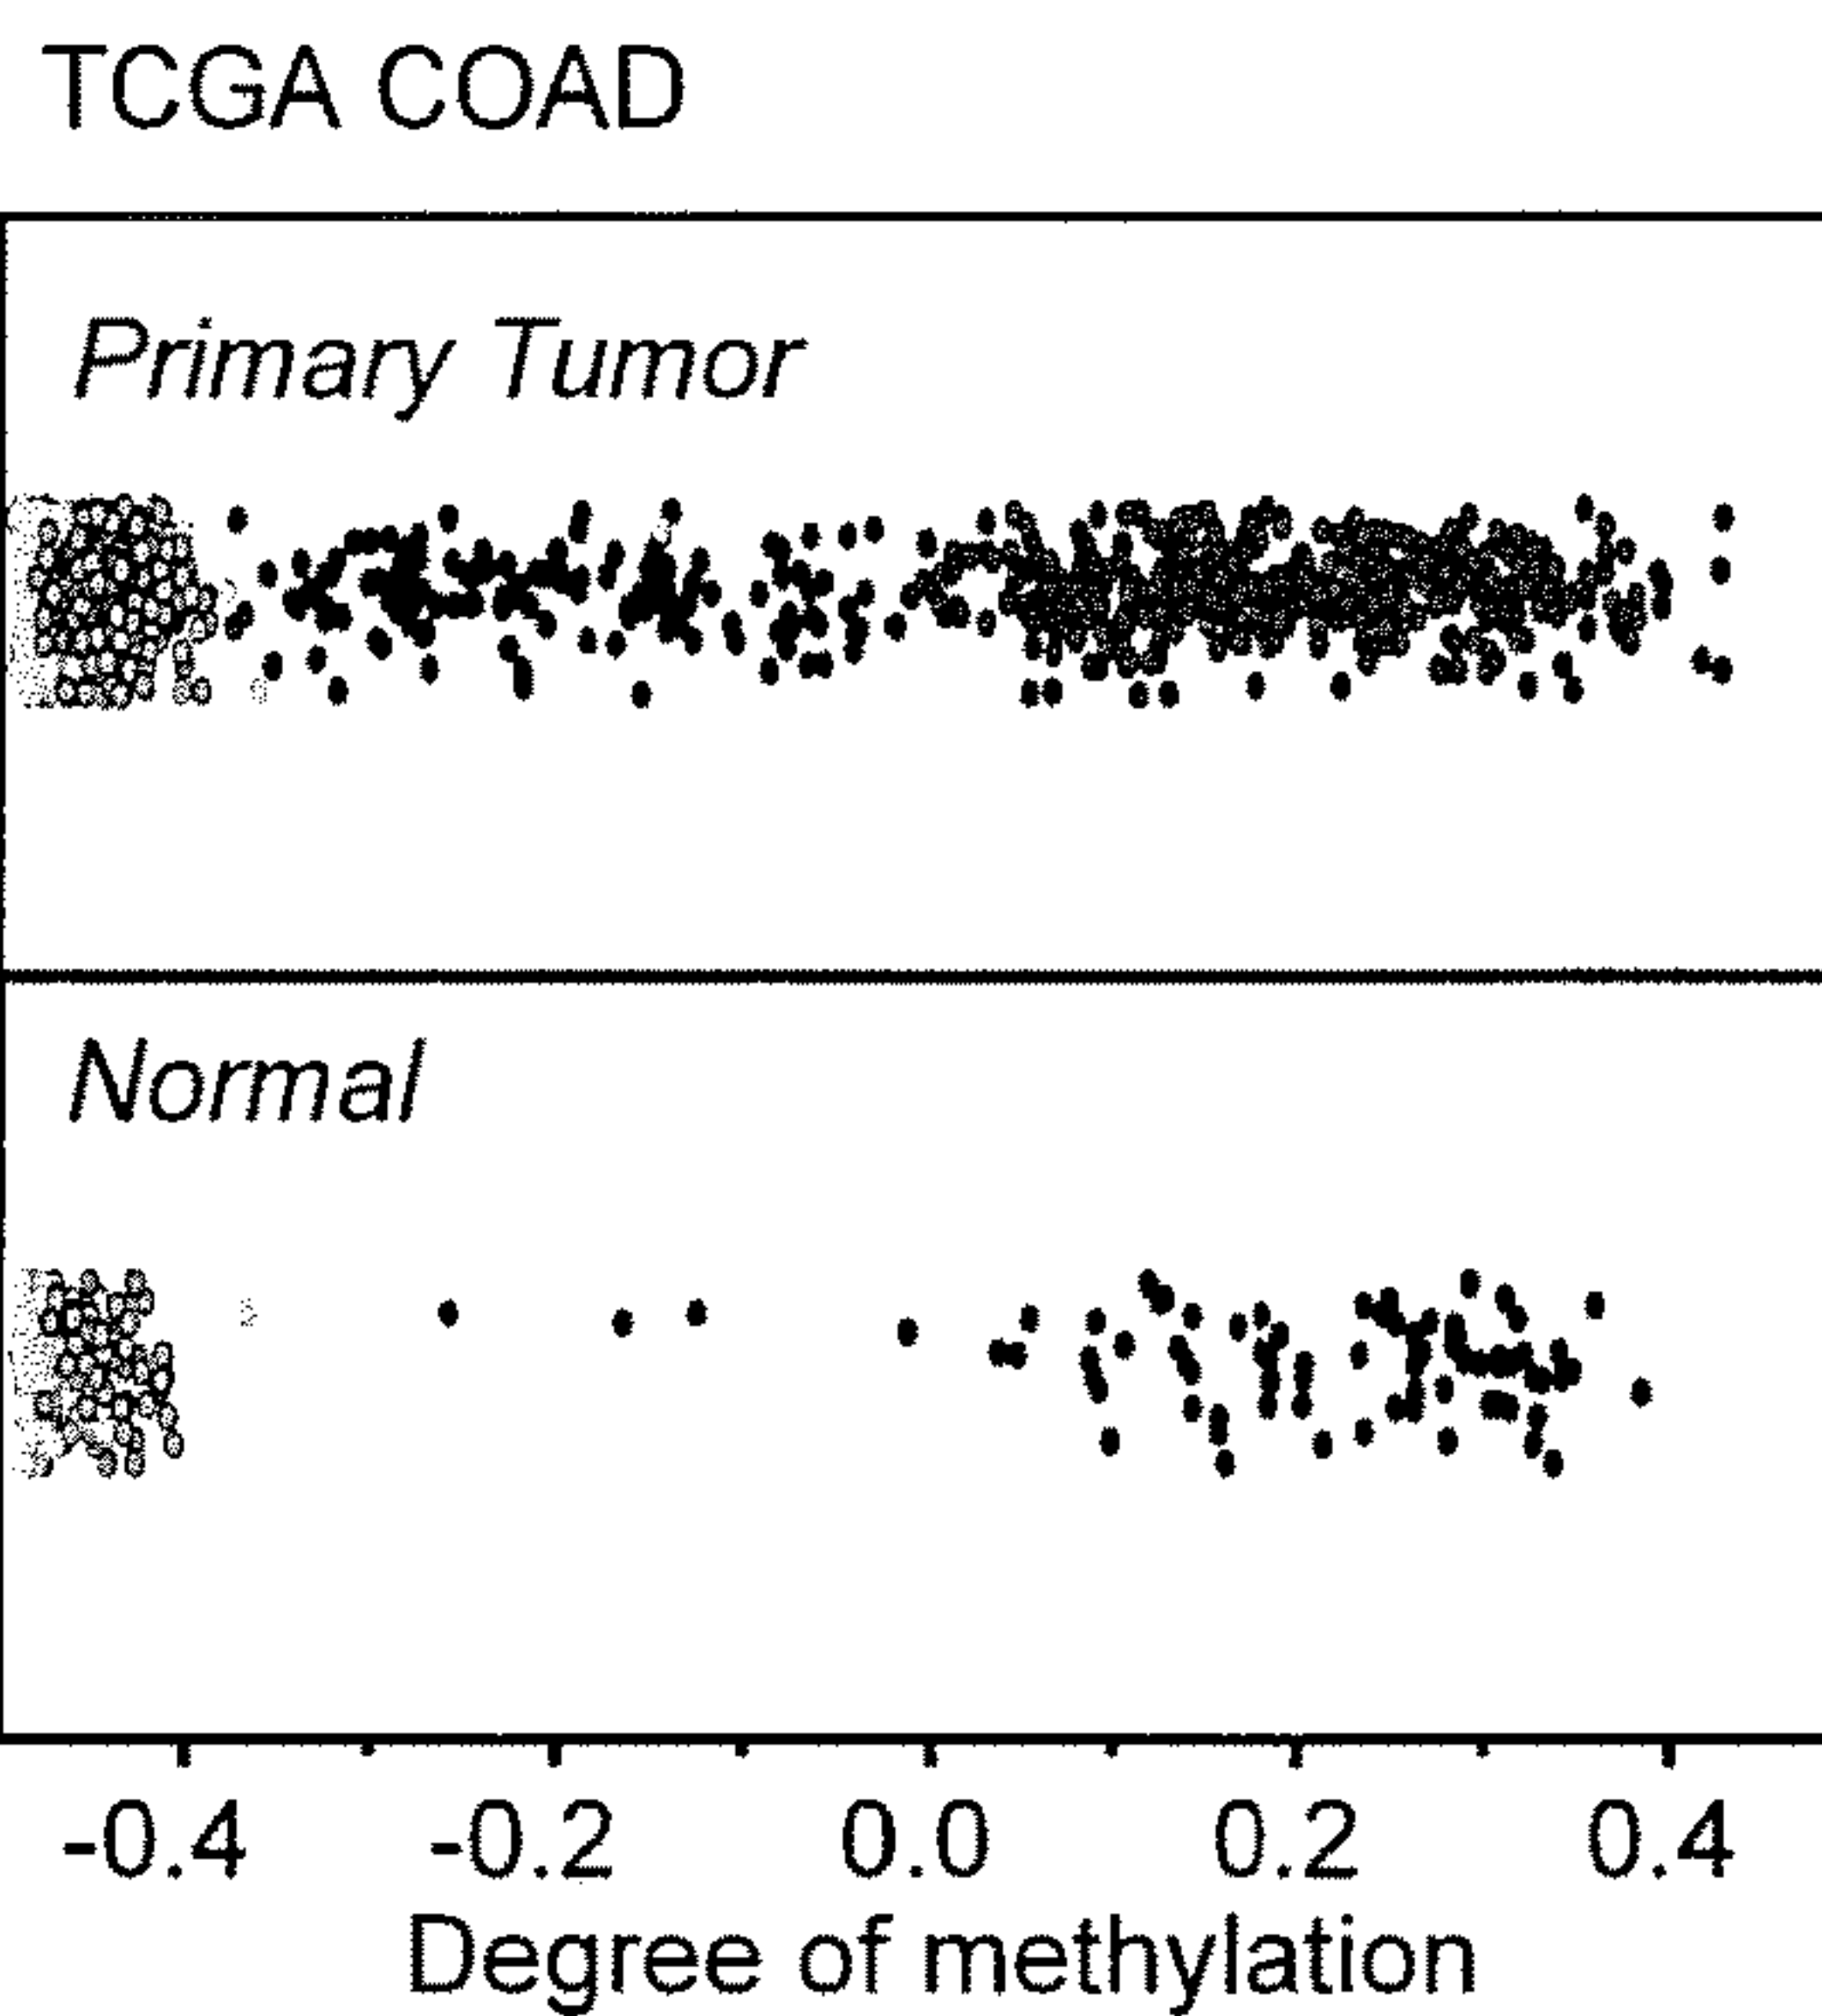 TCGA COAD
Primary Tumor
Normal
-0.4 -0.2 0.0 0.2 0.4
Degree of methylation